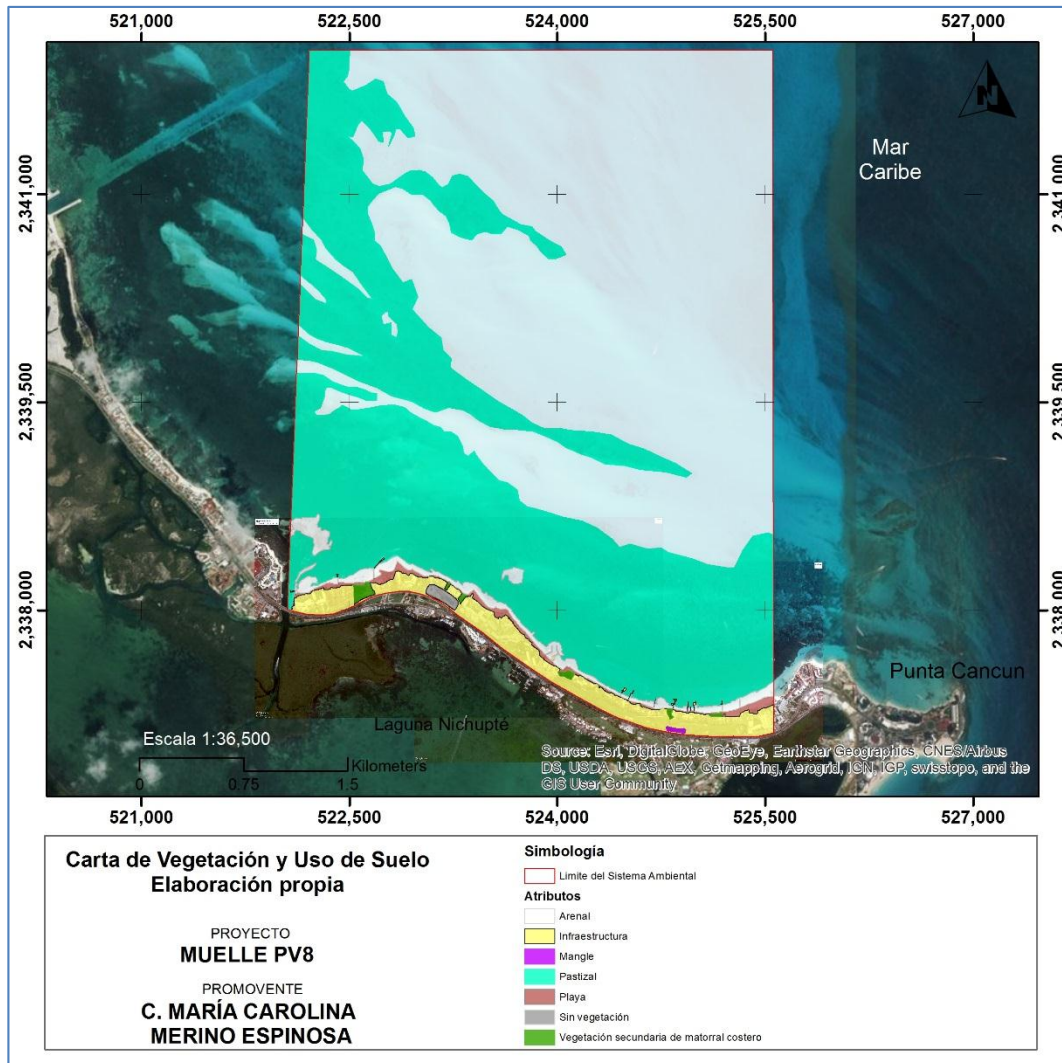 521,000
522,500
524,000
525,500
527,000
N
Mar
Caribe
2,341,000
2,341,000
2,339,500
2,339,500
2,338,000
2,338,000
Punta Cancun
Laguna Nichupté
Escala 1:36,500
Kilometers
0
0.75
1.5
Source: Esri, DigitalGlobe, GeoEye, Earthstar Geographics, CNES/Airbus
DS, USDA, USGS, AEX, Getmapping, Aerogrid, IGN, IGP, swisstopo, and the
GIS User Community
521,000
522,500
524,000
525,500
527,000
Carta de Vegetación y Uso de Suelo
Elaboración propia
PROYECTO
MUELLE PV8
PROMOVENTE
C. MARÍA CAROLINA
MERINO ESPINOSA
Simbología
Limite del Sistema Ambiental
Atributos
Arenal
Infraestructura
Mangle
Pastizal
Playa
Sin vegetación
Vegetación secundaria de matorral costero